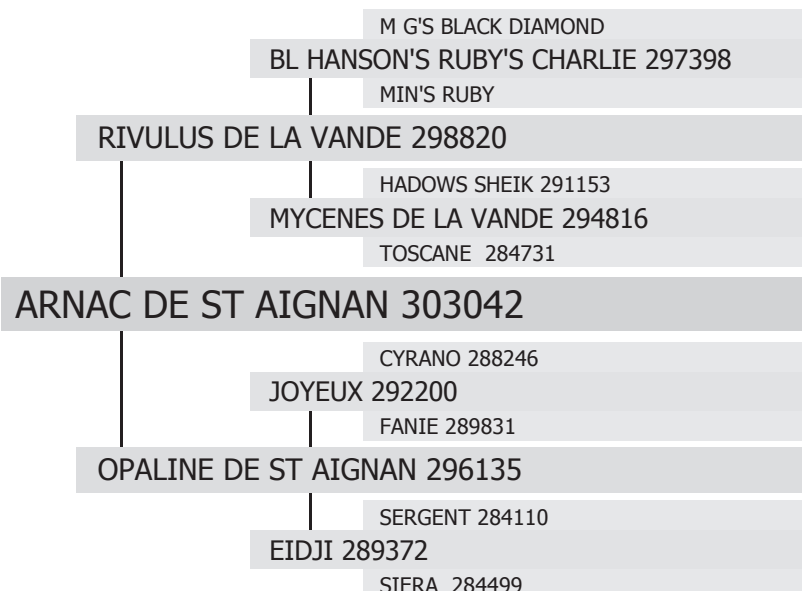 M G'S BLACK DIAMOND
BL HANSON'S RUBY'S CHARLIE 297398
MIN'S RUBY
RIVULUS DE LA VANDE 298820
HADOWS SHEIK 291153
MYCENES DE LA VANDE 294816
TOSCANE 284731
ARNAC DE ST AIGNAN 303042
CYRANO 288246
JOYEUX 292200
FANIE 289831
OPALINE DE ST AIGNAN 296135
SERGENT 284110
EIDJI 289372
SIERA 284499